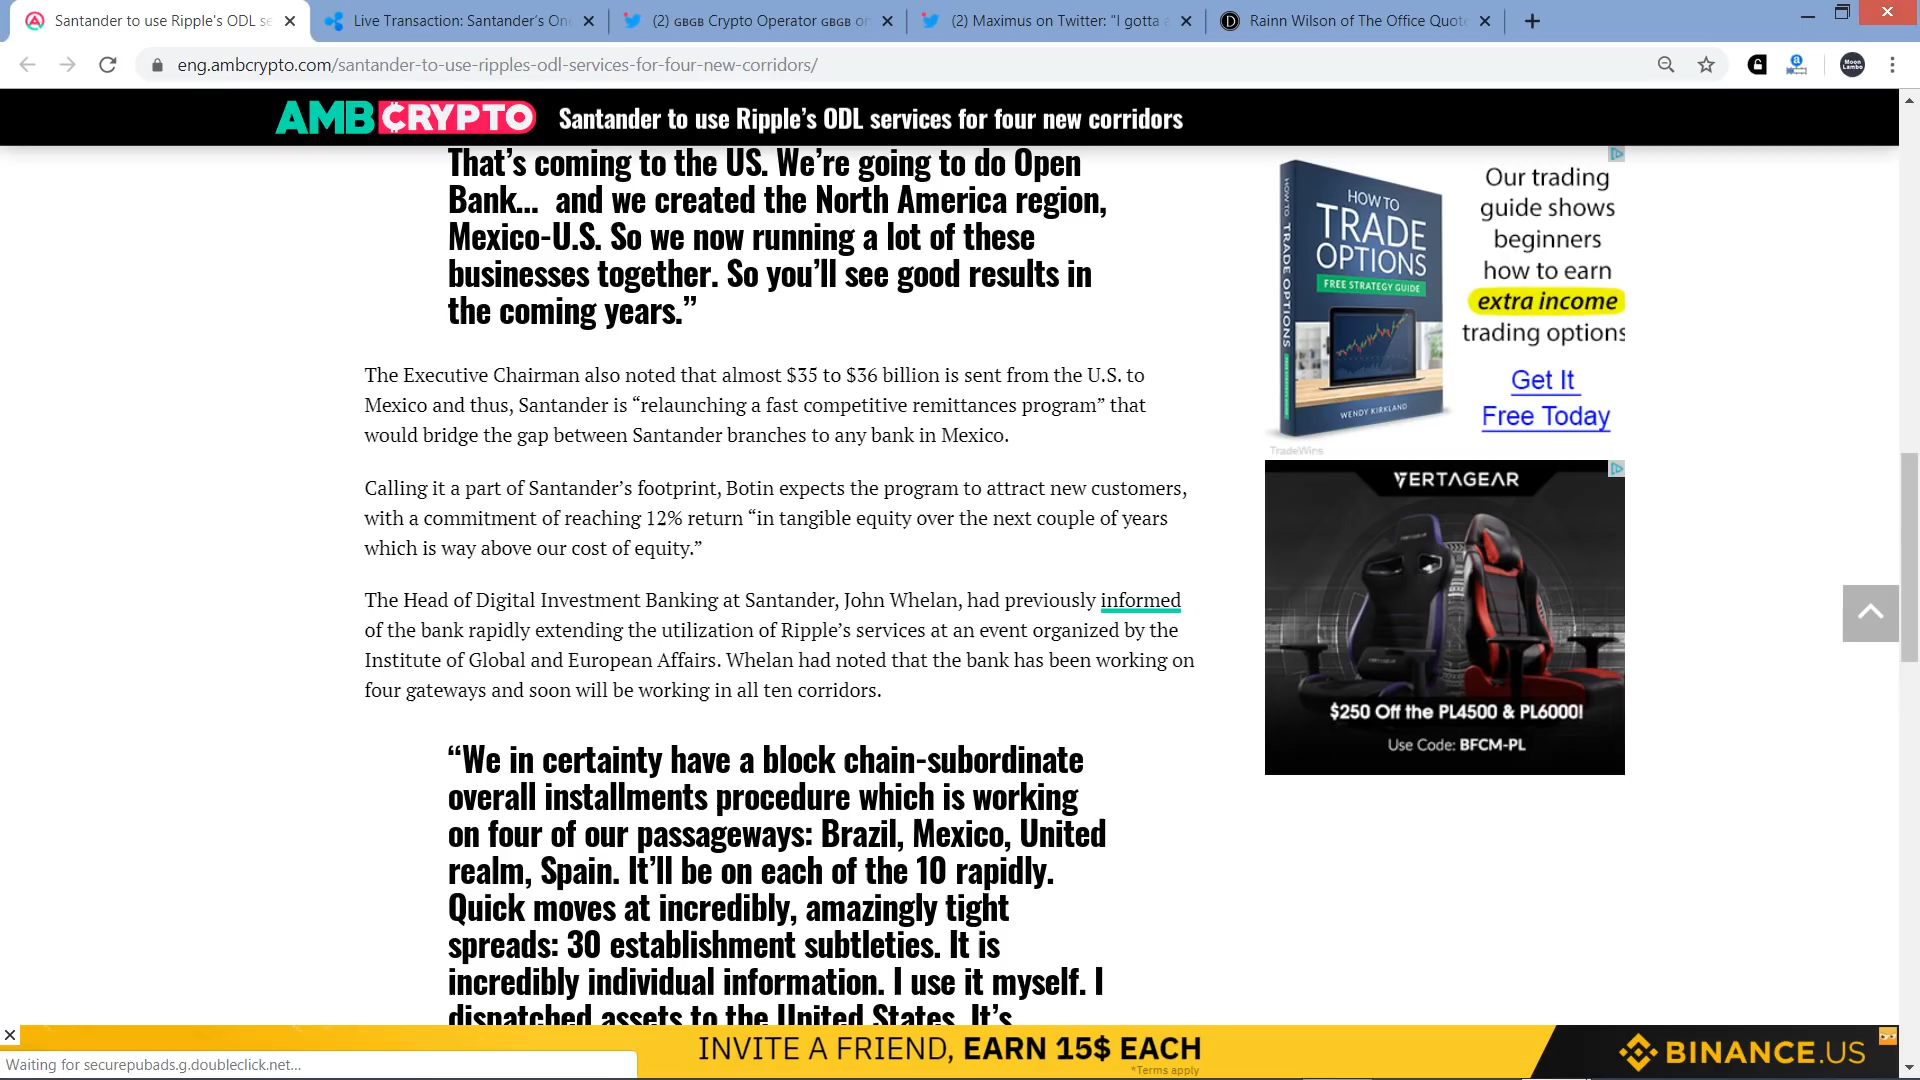 Santander to use Ripple's ODL se
Live Transaction: Santander's On
(2) GBGB Crypto Operator GBGB on
(2) Maximus on Twitter: "I gotta a
Rainn Wilson of The Office Quot
eng.ambcrypto.com/santander-to-use-ripples-odl-services-for-four-new-corridors/
AMBCRYPTO Santander to use Ripple's ODL services for four new corridors
That's coming to the US. We're going to do Open
Bank… and we created the North America region,
Mexico-U.S. So we now running a lot of these
businesses together. So you'll see good results in
the coming years.”
The Executive Chairman also noted that almost $35 to $36 billion is sent from the U.S. to
Mexico and thus, Santander is “relaunching a fast competitive remittances program” that
would bridge the gap between Santander branches to any bank in Mexico.
Calling it a part of Santander’s footprint, Botin expects the program to attract new customers,
with a commitment of reaching 12% return “in tangible equity over the next couple of years
which is way above our cost of equity.”
The Head of Digital Investment Banking at Santander, John Whelan, had previously informed
of the bank rapidly extending the utilization of Ripple’s services at an event organized by the
Institute of Global and European Affairs. Whelan had noted that the bank has been working on
four gateways and soon will be working in all ten corridors.
“We in certainty have a block chain-subordinate
overall installments procedure which is working
on four of our passageways: Brazil, Mexico, United
realm, Spain. It’ll be on each of the 10 rapidly.
Quick moves at incredibly, amazingly tight
spreads: 30 establishment subtleties. It is
incredibly individual information. I use it myself. I
dispatched assets to the United States. It’s
HOW TO TRADE OPTIONS
HOW TO
TRADE
OPTIONS
FREE STRATEGY GUIDE
WENDY KIRKLAND
Our trading
guide shows
beginners
how to earn
extra income
trading options
Get It
Free Today
TradeWins
VERTAGEAR
$250 Off the PL4500 & PL6000!
Use Code: BFCM-PL
INVITE A FRIEND, EARN 15$ EACH
*Terms apply
BINANCE.US
Waiting for securepubads.g.doubleclick.net...